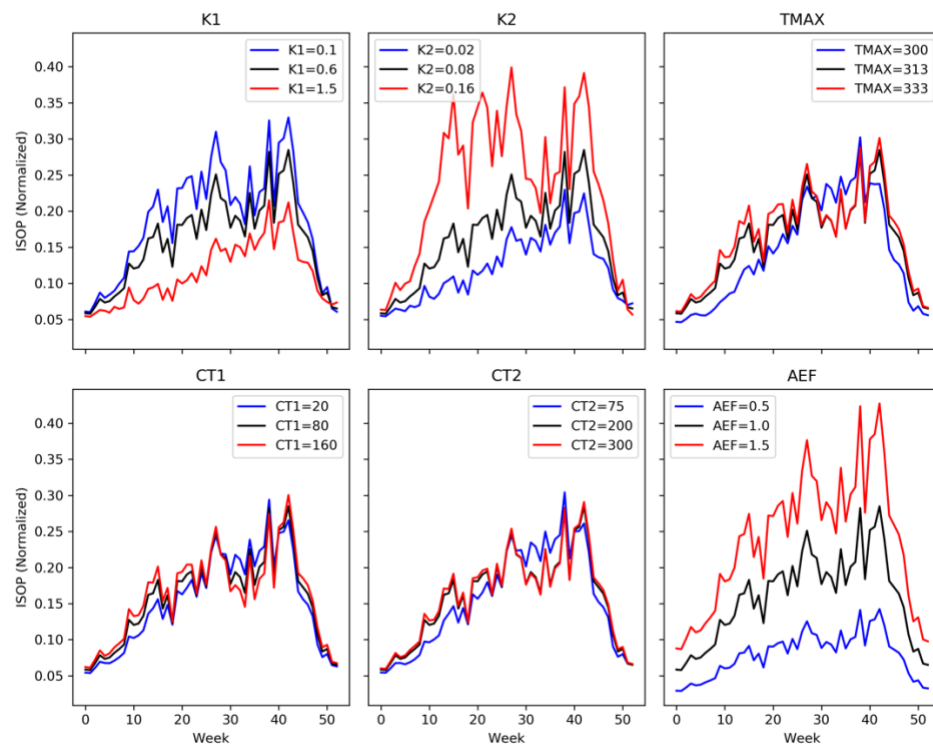 K1
K2
TMAX
ISOP (Normalized)
0.40
0.35
0.30
0.25
0.20
0.15
0.10
0.05
K1=0.1
K1=0.6
K1=1.5
K2=0.02
K2=0.08
K2=0.16
TMAX=300
TMAX=313
TMAX=333
CT1
CT2
AEF
ISOP (Normalized)
0.40
0.35
0.30
0.25
0.20
0.15
0.10
0.05
CT1=20
CT1=80
CT1=160
CT2=75
CT2=200
CT2=300
AEF=0.5
AEF=1.0
AEF=1.5
0 10 20 30 40 50
0 10 20 30 40 50
0 10 20 30 40 50
Week
Week
Week